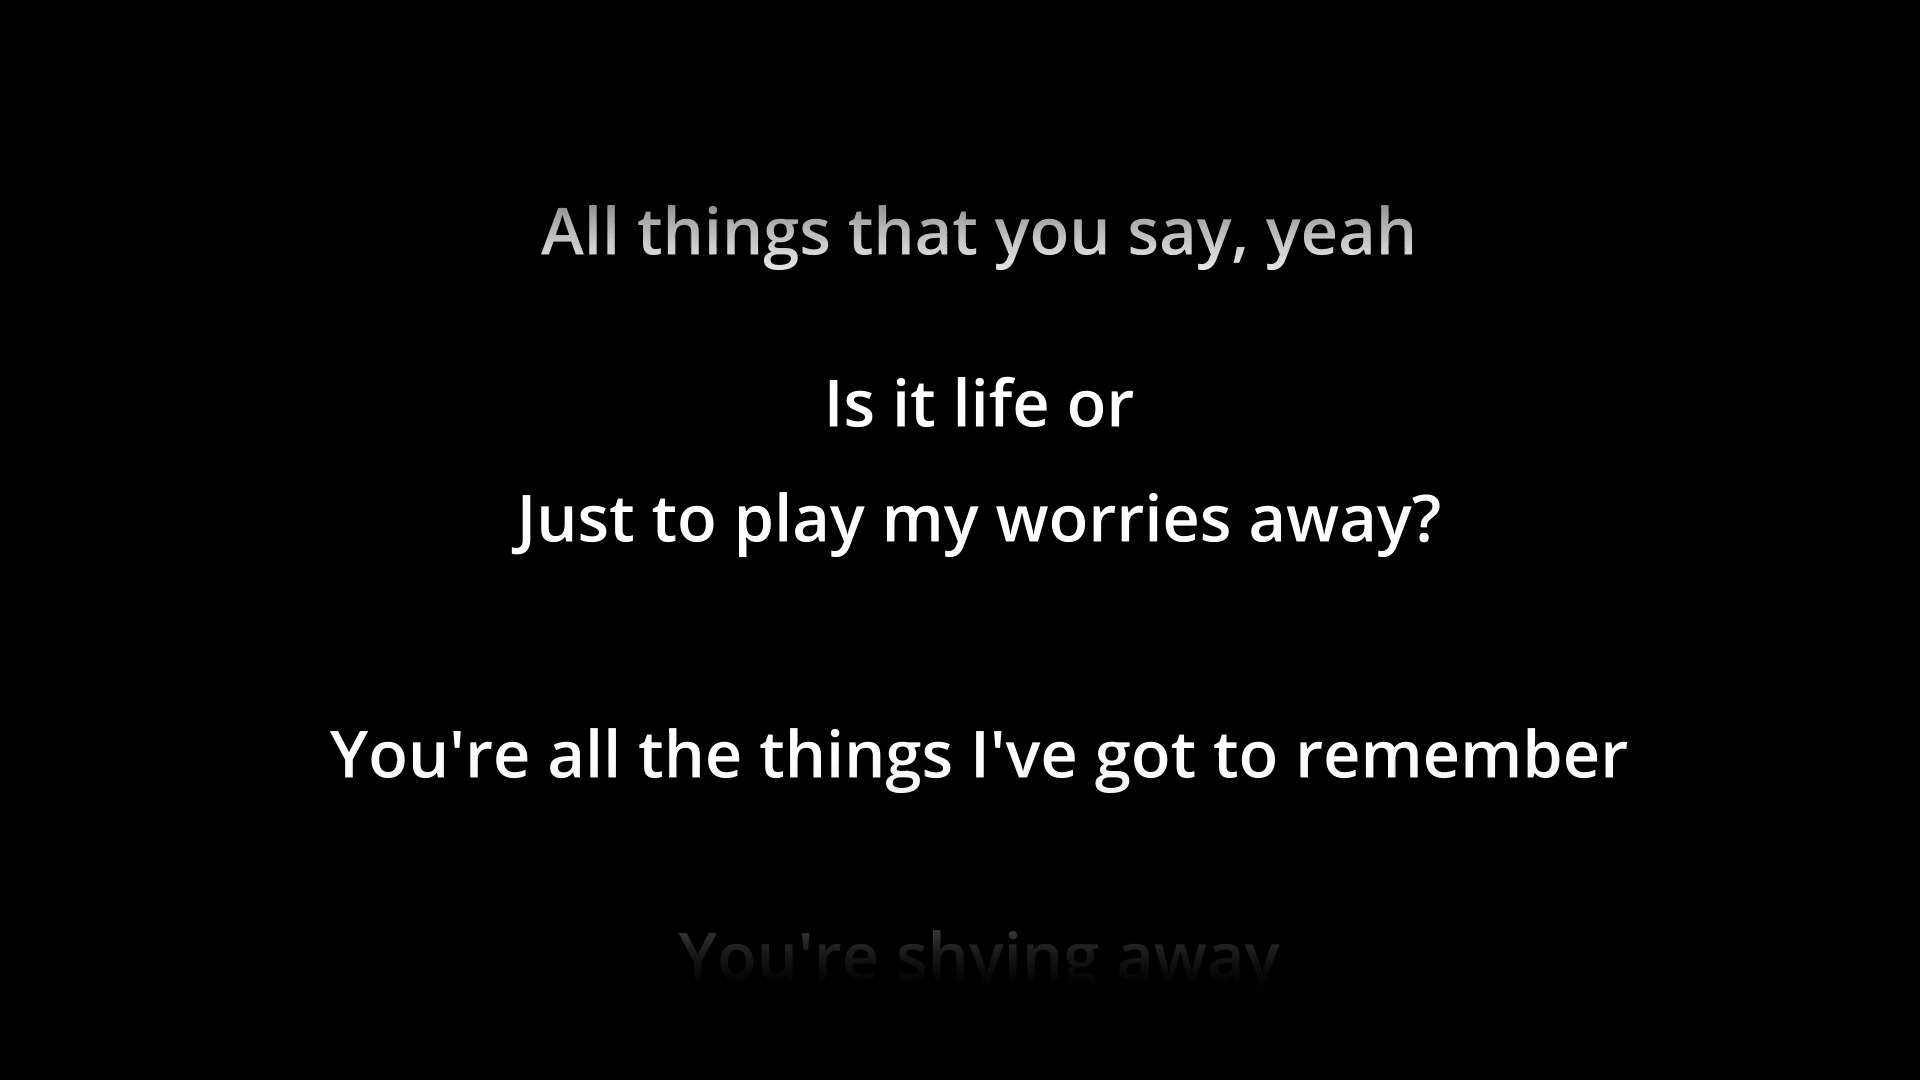 All things that you say, yeah
Is it life or
Just to play my worries away?
You're all the things I've got to remember
You're shying away